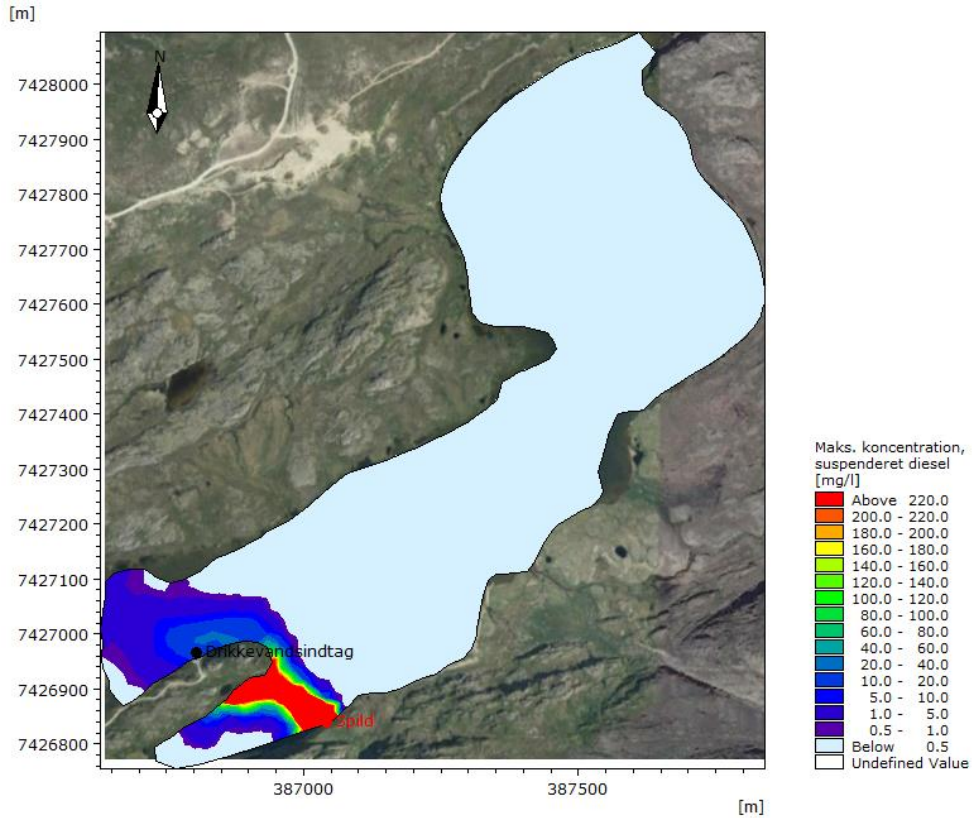 [m]
N
7428000
7427900
7427800
7427700
7427600
7427500
7427400
7427300
7427200
7427100
7427000
7426900
7426800
Drikkevandsindtag
Spild
387000
387500
[m]
Maks. koncentration,
suspenderet diesel
[mg/l]
Above 220.0
200.0 - 220.0
180.0 - 200.0
160.0 - 180.0
140.0 - 160.0
120.0 - 140.0
100.0 - 120.0
80.0 - 100.0
60.0 - 80.0
40.0 - 60.0
20.0 - 40.0
10.0 - 20.0
5.0 - 10.0
1.0 - 5.0
0.5 - 1.0
Below 0.5
Undefined Value